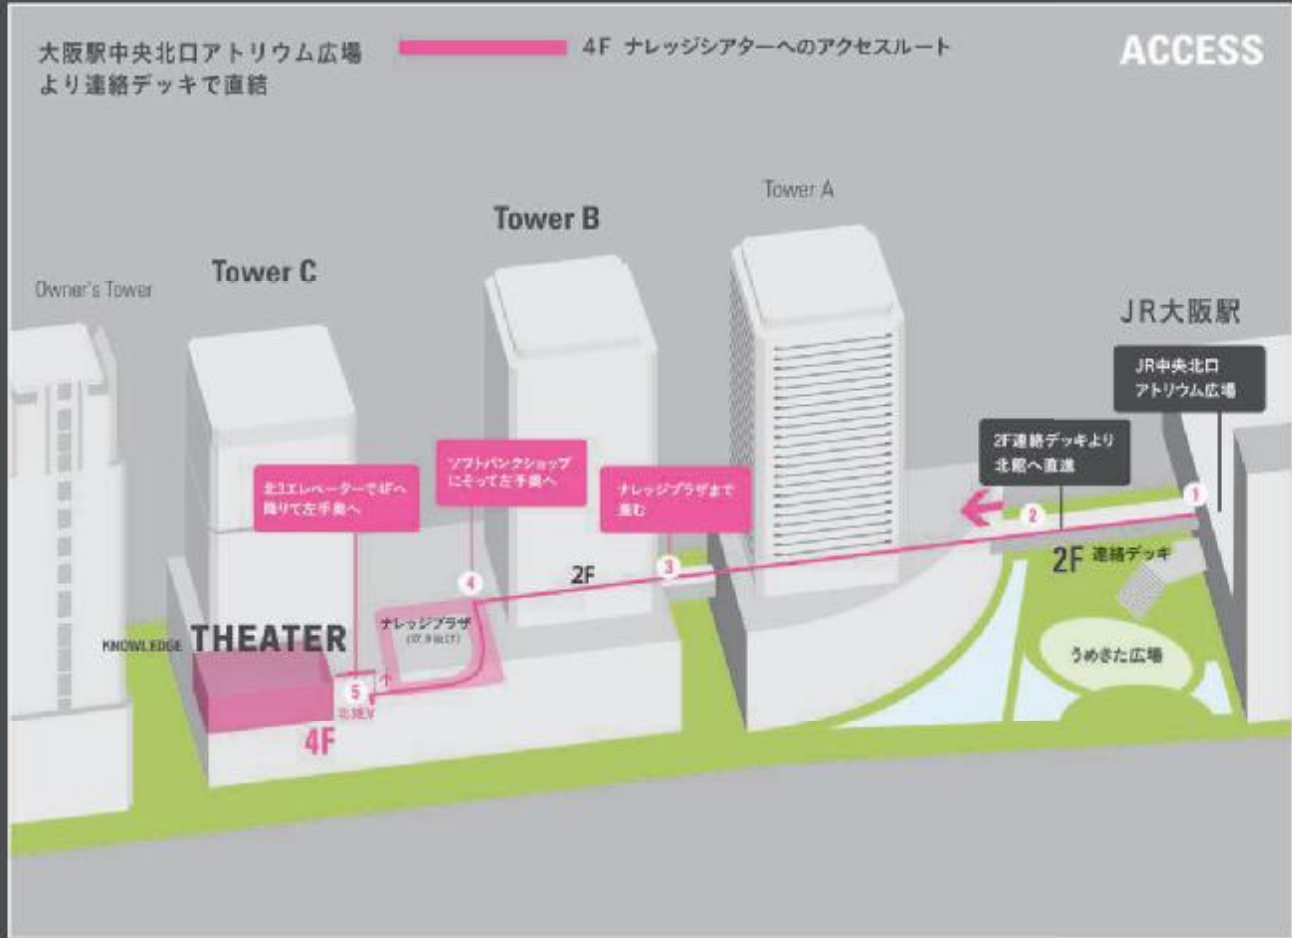 大阪駅中央北口アトリウム広場
より連絡デッキで直結
4F ナレッジシアターへのアクセスルート
ACCESS
Tower A
Tower B
Tower C
Owner's Tower
JR大阪駅
JR中央北口
アトリウム広場
2F連絡デッキより
北館へ直進
ソフトバンクショップ
にそって左手奥へ
北3エレベーターで4Fへ
降りて左手奥へ
ナレッジプラザまで
進む
1
2
3
2F
4
2F 連絡デッキ
ナレッジプラザ
(吹き抜け)
KNOWLEDGE THEATER
うめきた広場
5
4F